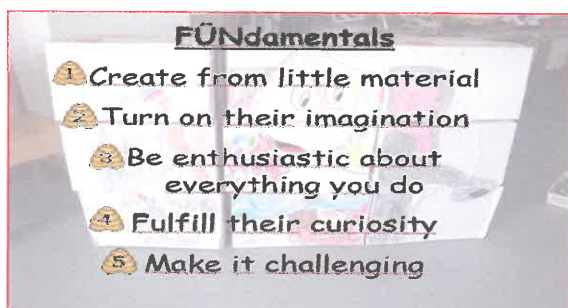 FÜNdamentals
1 Create from little material
2 Turn on their imagination
3 Be enthusiastic about
everything you do
4 Fulfill their curiosity
5 Make it challenging